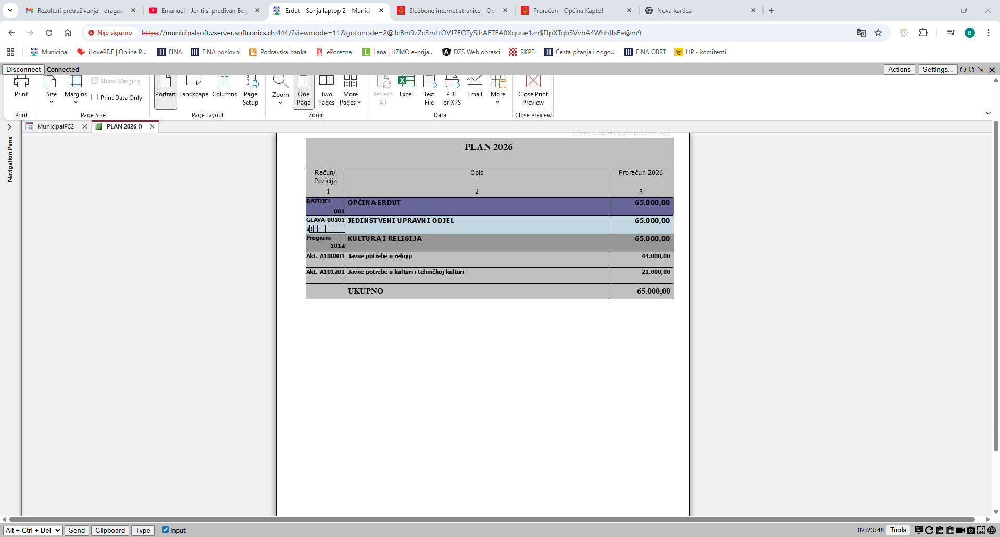 Rezultati pretraživanja - dragas
Emanuel - Jer ti si predivan Bog
Erdut - Sonja laptop 2 - Munici
Službene internet stranice - Op
Proračun - Općina Kaptol
Nova kartica
Nije sigurno
https://municipalsoft.vserver.softronics.ch:444/?viewmode=11&gotonode=2@JcBm9zZc3mLtOVJ7EOTySihAETEA0Xquue1zn$FlpXTqb3VvbA4WhhJIsEa@m9
B
Municipal
iLovePDF | Online P...
FINA
FINA poslovni
Podravska banka
ePorezna
Lana | HZMO e-prija...
DZS Web obrasci
RKPFI
Česta pitanja i odgo...
FINA OBRT
HP - komitenti
Disconnect Connected
Actions
Settings...
Print
Size
Margins
Show Margins
Print Data Only
Portrait
Landscape
Columns
Page Setup
Zoom
One Page
Two Pages
More Pages
Refresh All
Excel
Text File
PDF or XPS
Email
More
Close Print Preview
Print
Page Size
Page Layout
Zoom
Data
Close Preview
MunicipalPC2
PLAN 2026 ()
Navigation Pane
PLAN 2026
Račun/ Pozicija
Opis
Proračun 2026
1 2 3
RAZDJEL 001 OPĆINA ERDUT 65.000,00
GLAVA 00101 JEDINSTVENI UPRAVNI ODJEL 65.000,00
Program 1012 KULTURA I RELIGIJA 65.000,00
Akt. A100801 Javne potrebe u religiji 44.000,00
Akt. A101201 Javne potrebe u kulturi i tehničkoj kulturi 21.000,00
UKUPNO 65.000,00
Alt + Ctrl + Del
Send
Clipboard
Type
Input
02:23:48
Tools